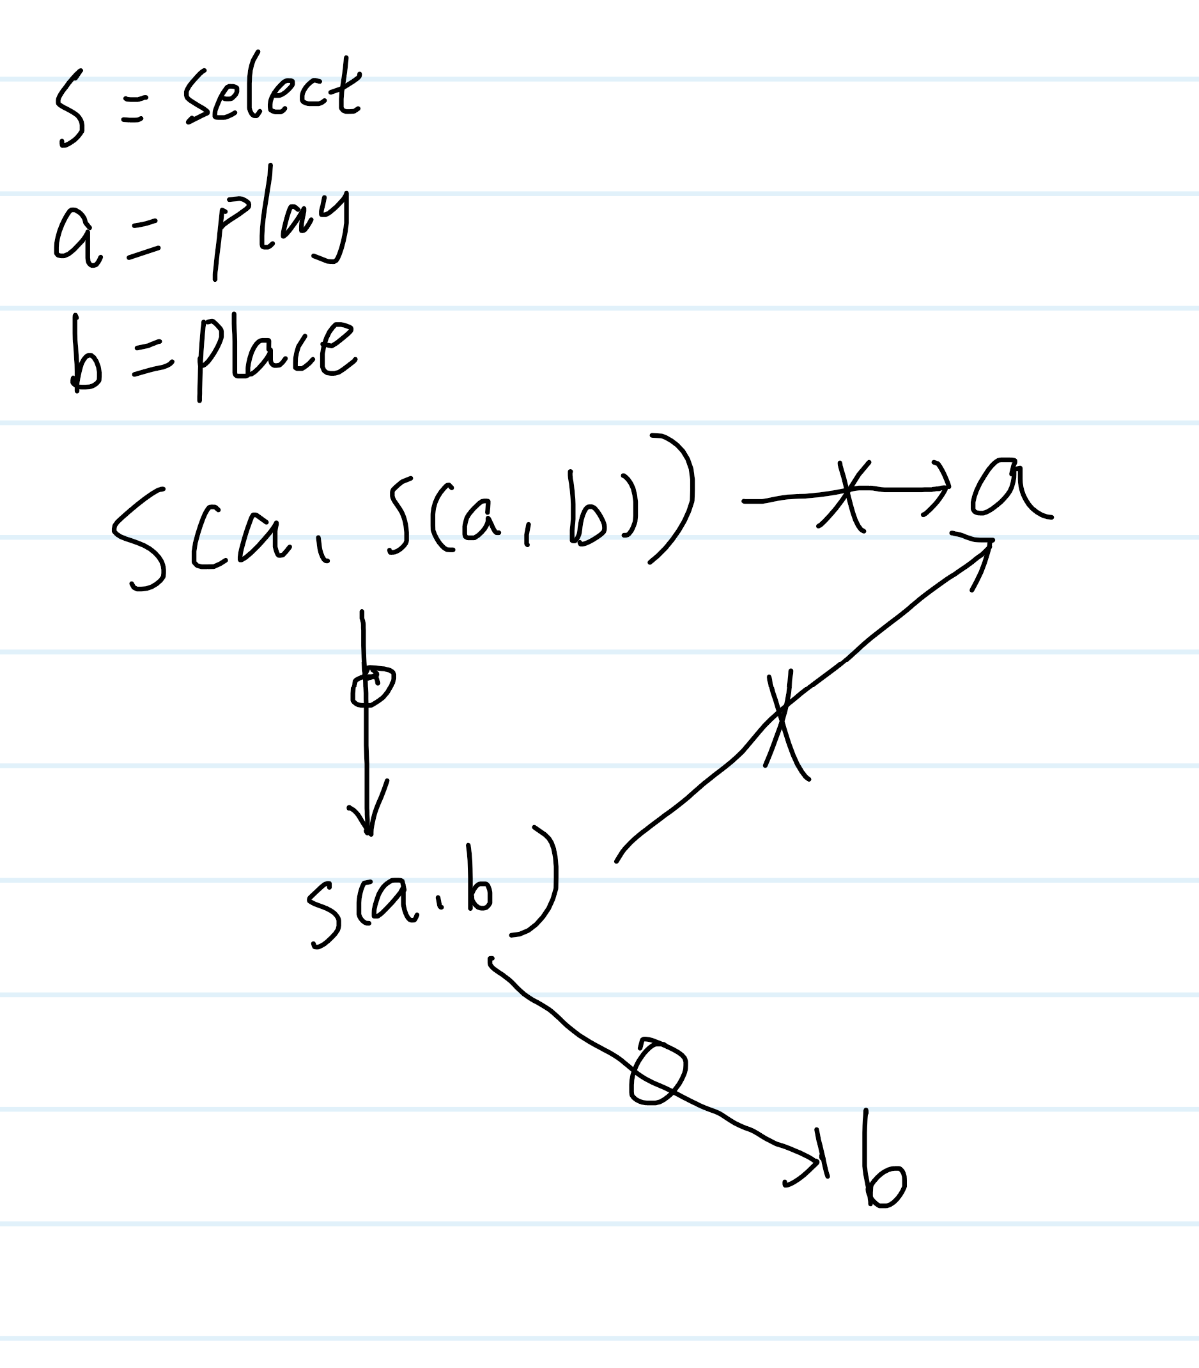 s = select
a = play
b = place
S(a, S(a, b)) a
s(a.b)
b